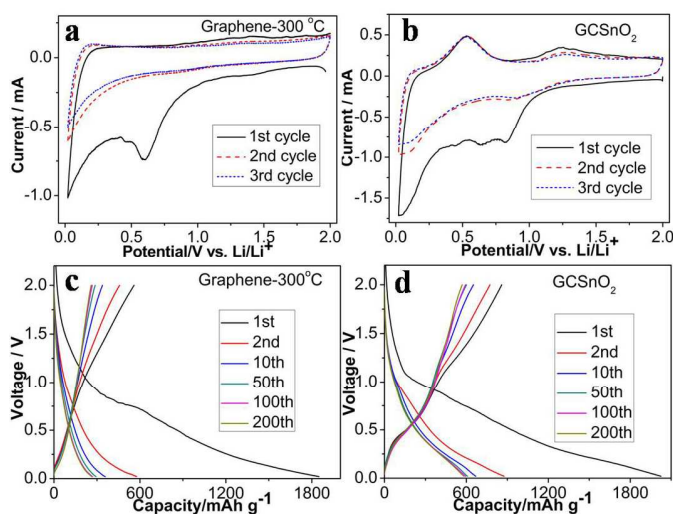 a
Graphene-300 °C
0.0
-0.5
-1.0
Current / mA
1st cycle
2nd cycle
3rd cycle
0.0 0.5 1.0 1.5 2.0
Potential/V vs. Li/Li⁺
b
GCSnO₂
1.0
0.5
0.0
-0.5
-1.0
-1.5
Current / mA
1st cycle
2nd cycle
3rd cycle
0.0 0.5 1.0 1.5 2.0
Potential/V vs. Li/Li⁺
c
Graphene-300°C
2.0
1.5
1.0
0.5
0.0
Voltage / V
1st
2nd
10th
50th
100th
200th
0 600 1200 1800
Capacity/mAh g⁻¹
d
GCSnO₂
2.0
1.5
1.0
0.5
0.0
Voltage / V
1st
2nd
10th
50th
100th
200th
0 600 1200 1800
Capacity/mAh g⁻¹